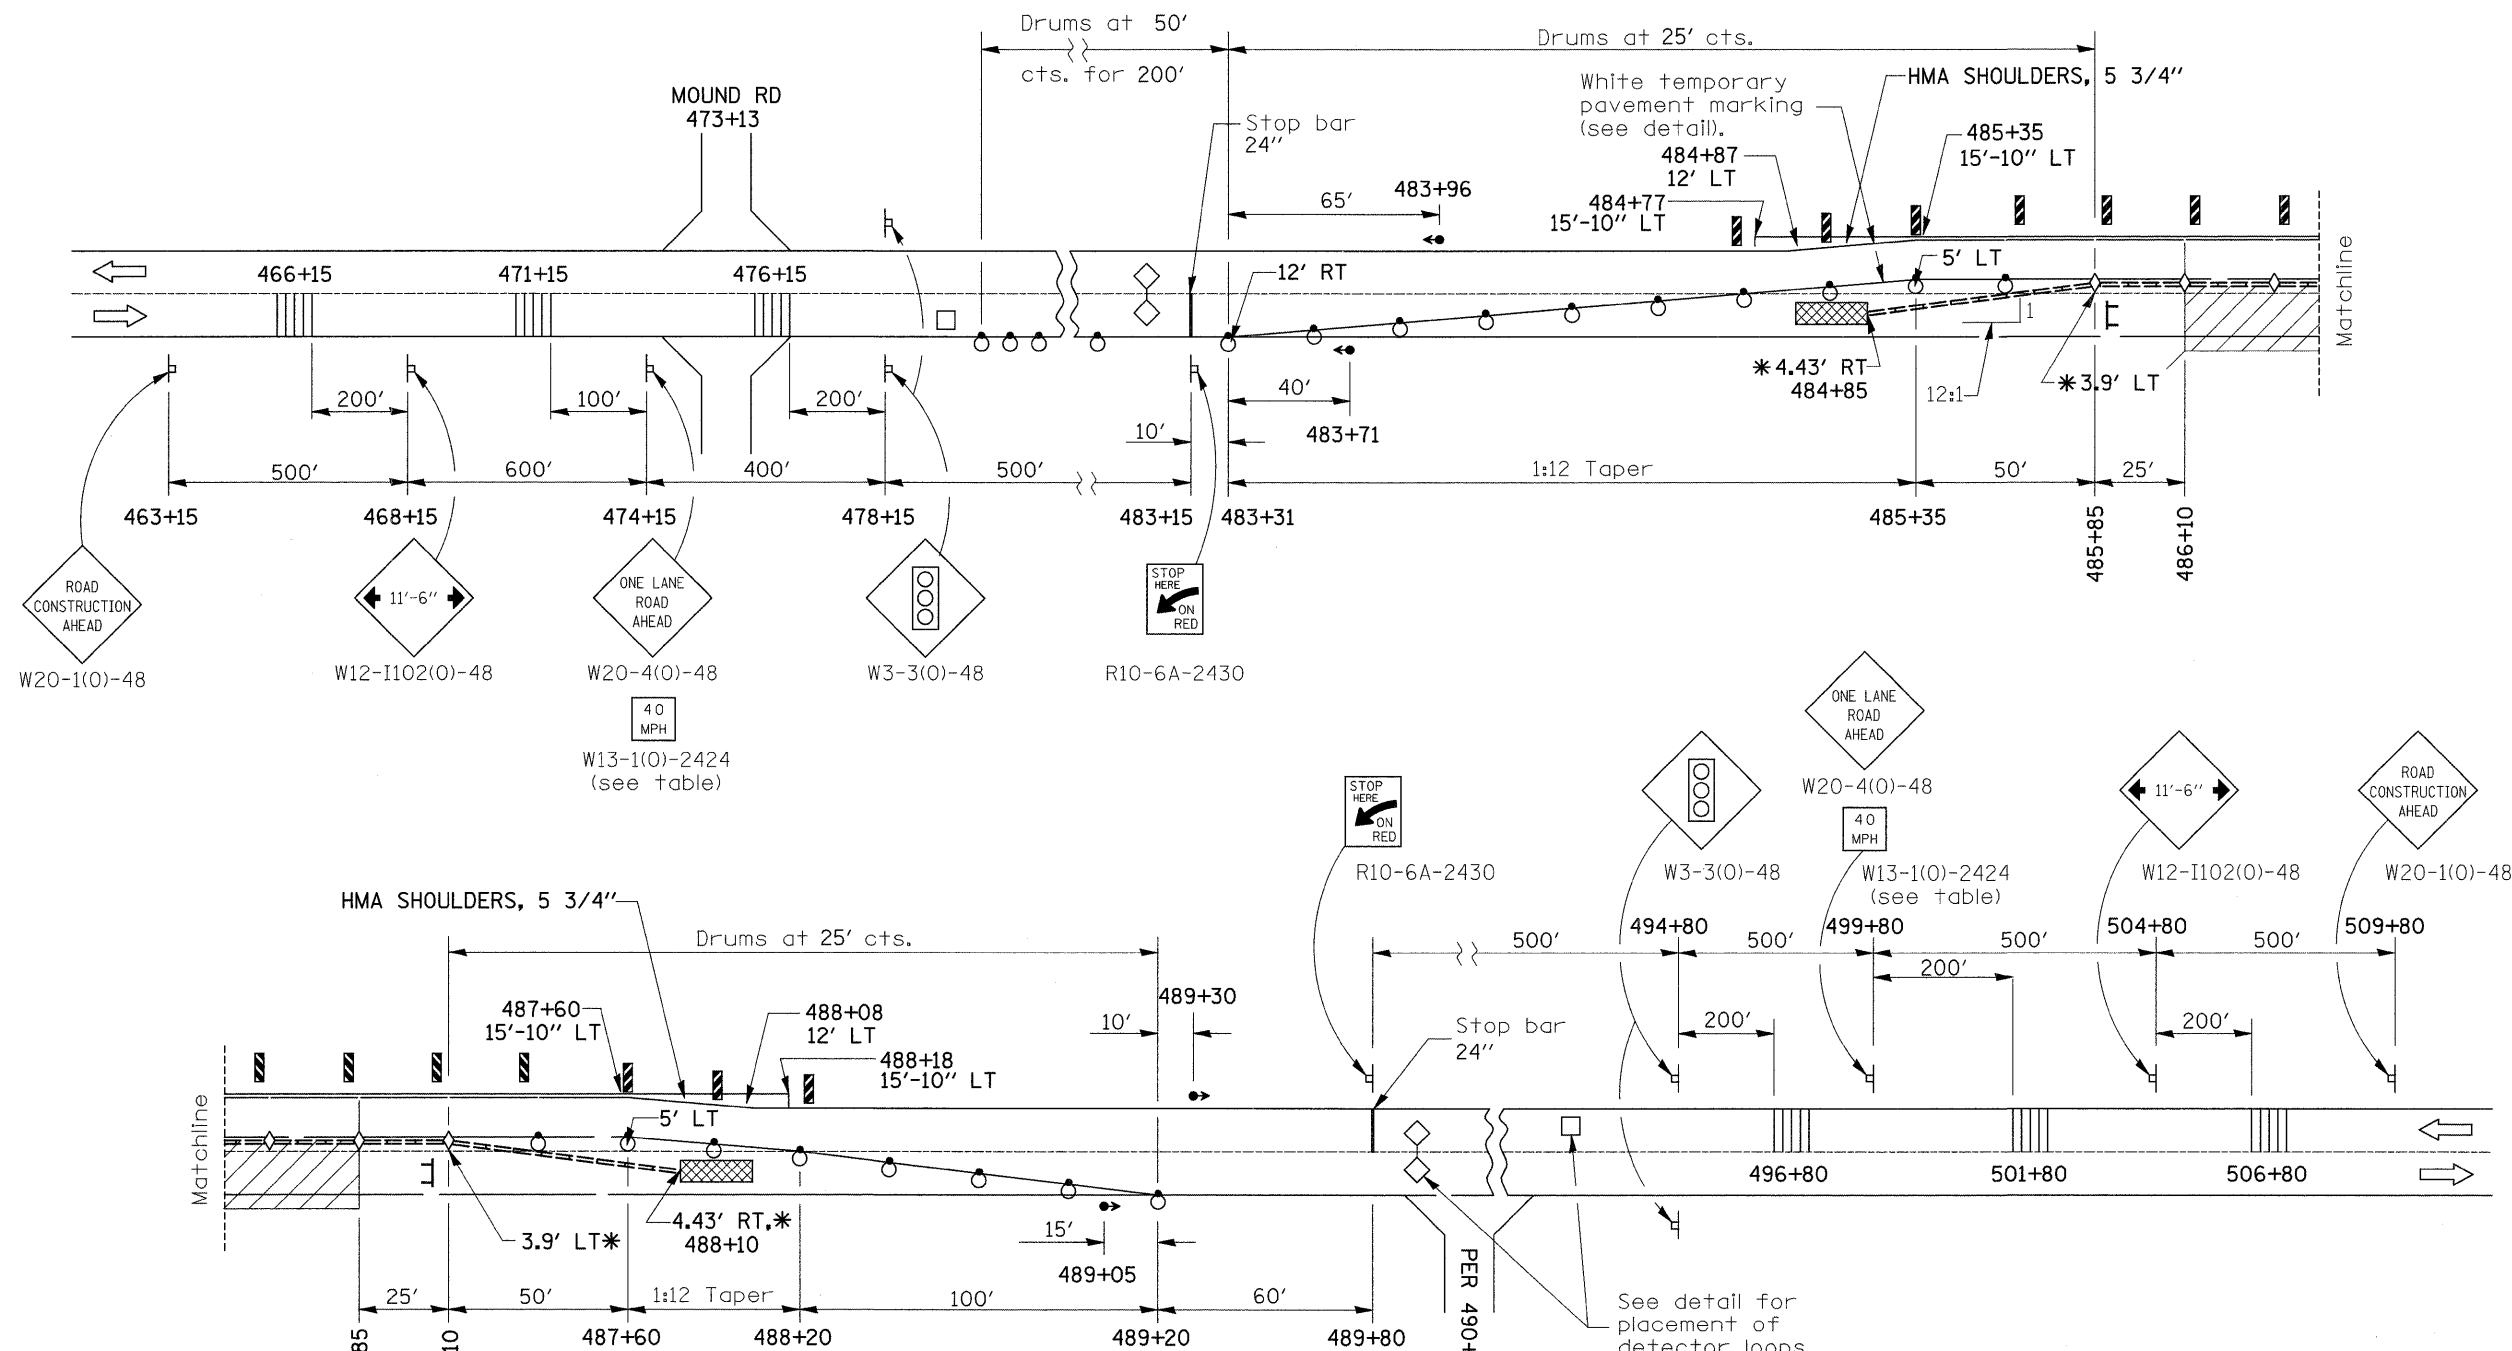 Drums at 50'
cts. for 200'
Drums at 25' cts.
MOUND RD
473+13
Stop bar
24"
White temporary
pavement marking
(see detail).
HMA SHOULDERS, 5 3/4"
485+35
15'-10" LT
484+87
12' LT
484+77
15'-10" LT
65'
483+96
466+15
471+15
476+15
12' RT
5' LT
Matchline
1
*4.43' RT
484+85
12:1
*3.9' LT
200'
100'
200'
40'
483+71
10'
500'
600'
400'
500'
1:12 Taper
50'
25'
463+15
468+15
474+15
478+15
483+15
483+31
485+35
485+85
486+10
ROAD
CONSTRUCTION
AHEAD
W20-1(O)-48
11'-6"
W12-I102(O)-48
ONE LANE
ROAD
AHEAD
W20-4(O)-48
40
MPH
W13-1(O)-2424
(see table)
W3-3(O)-48
STOP
HERE
ON
RED
R10-6A-2430
STOP
HERE
ON
RED
R10-6A-2430
W3-3(O)-48
ONE LANE
ROAD
AHEAD
W20-4(O)-48
40
MPH
W13-1(O)-2424
(see table)
11'-6"
W12-I102(O)-48
ROAD
CONSTRUCTION
AHEAD
W20-1(O)-48
HMA SHOULDERS, 5 3/4"
Drums at 25' cts.
487+60
15'-10" LT
488+08
12' LT
488+18
15'-10" LT
10'
489+30
Stop bar
24"
500'
494+80
500'
499+80
500'
504+80
500'
509+80
200'
200'
200'
Matchline
5' LT
3.9' LT*
4.43' RT,*
488+10
15'
489+05
496+80
501+80
506+80
25'
50'
1:12 Taper
100'
60'
85
10
487+60
488+20
489+20
489+80
PER 490+
See detail for
placement of
detector loops